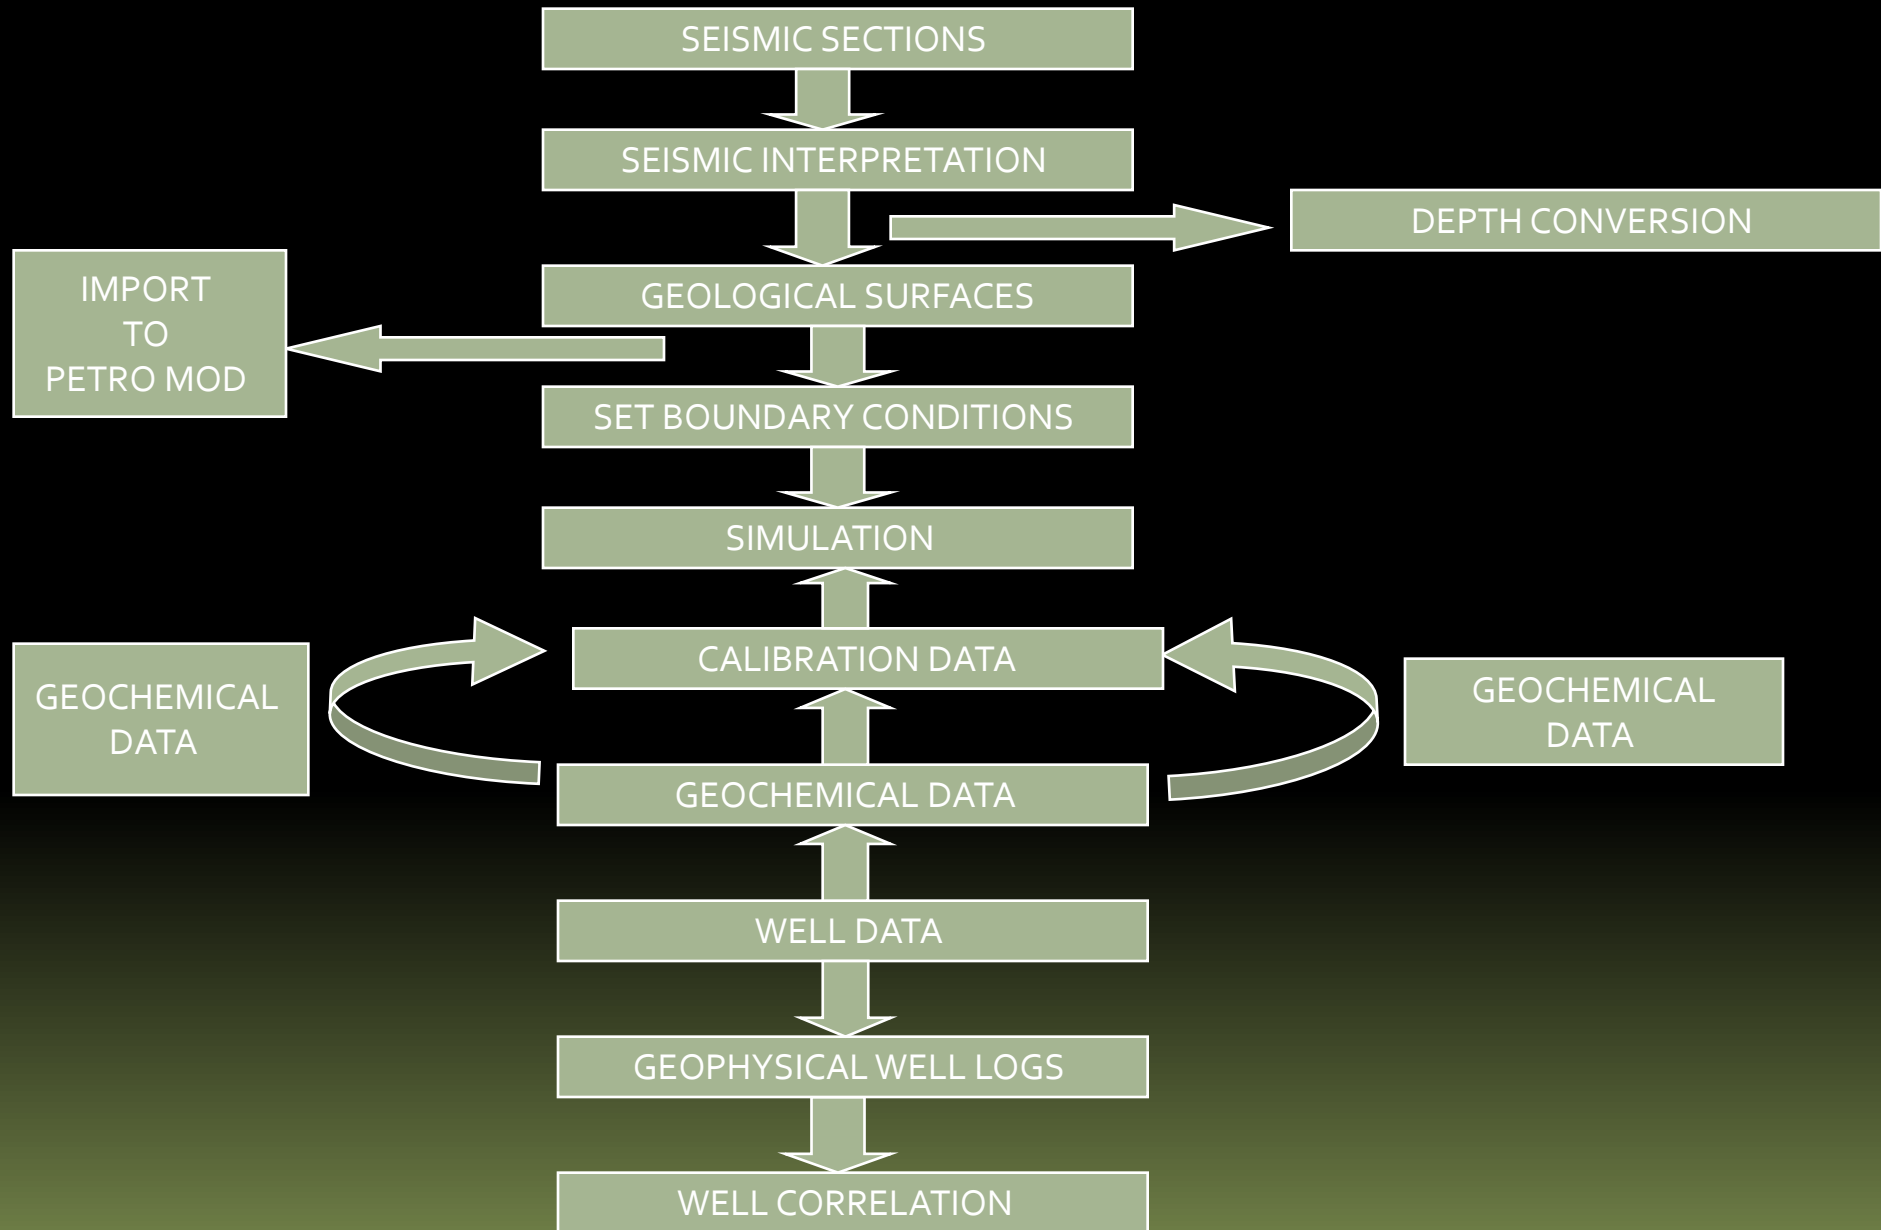 SEISMIC SECTIONS
SEISMIC INTERPRETATION
DEPTH CONVERSION
IMPORT
TO
PETRO MOD
GEOLOGICAL SURFACES
SET BOUNDARY CONDITIONS
SIMULATION
CALIBRATION DATA
GEOCHEMICAL
DATA
GEOCHEMICAL
DATA
GEOCHEMICAL DATA
WELL DATA
GEOPHYSICAL WELL LOGS
WELL CORRELATION